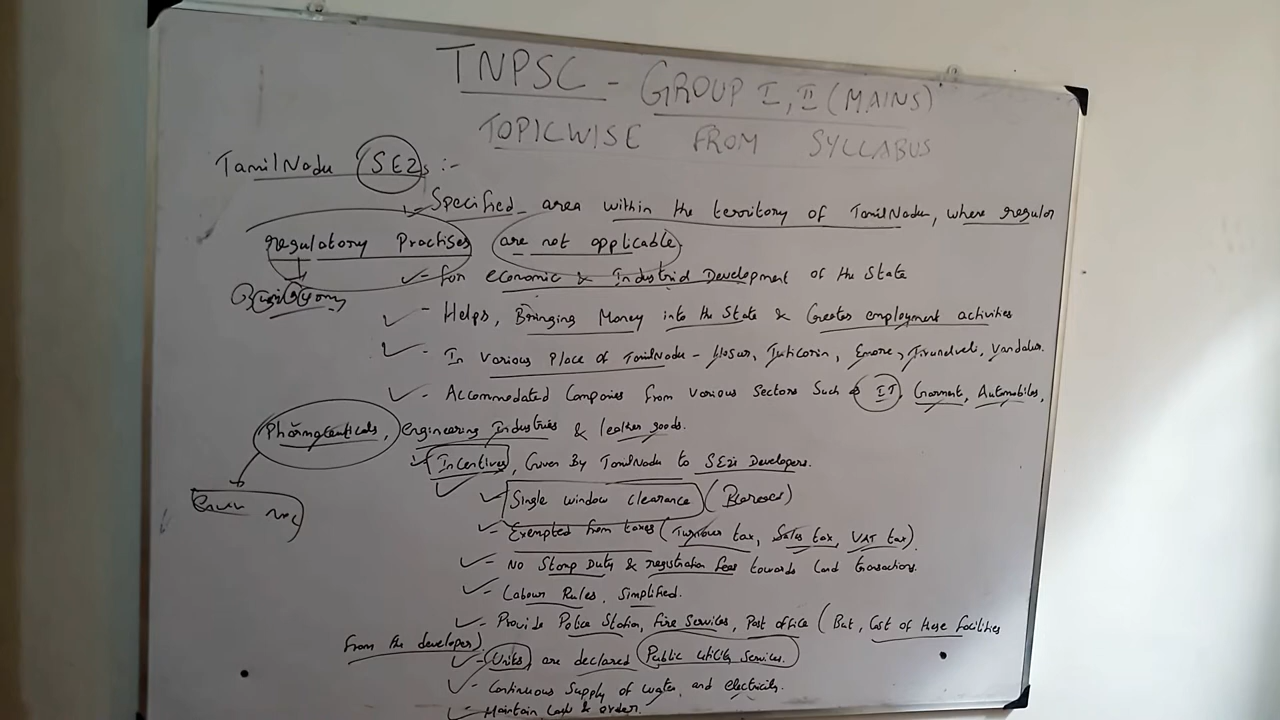 TNPSC - GROUP I, II (MAINS)
TOPICWISE FROM SYLLABUS
TamilNadu SEZs :-
- Specified area within the territory of TamilNadu, where regular
regulatory Practises are not applicable.
- for economic & Industrial Development of the State
- Helps, Bringing Money into the State & Creates employment activities
- In Various Place of TamilNadu - Hosur, Tuticorin, Ennore, Tirunelveli, Vandalur.
- Accommodated Companies from Various Sectors Such as IT, Garment, Automobiles,
Pharmaceuticals, engineering Industries & leather goods.
- Incentives, Given By TamilNadu to SEZs Developers.
- Single window clearance
- Exempted from taxes (Turnover tax, Sales tax, VAT tax).
- No Stamp Duty & registration fees towards land transactions.
- Labour Rules, Simplified.
- Provide Police Station, Fire Services, Post office (But, Cost of these facilities
from the developer)
- Units, are declared Public utility Services.
- Continuous Supply of water, and electricity.
- Maintain Law & order.